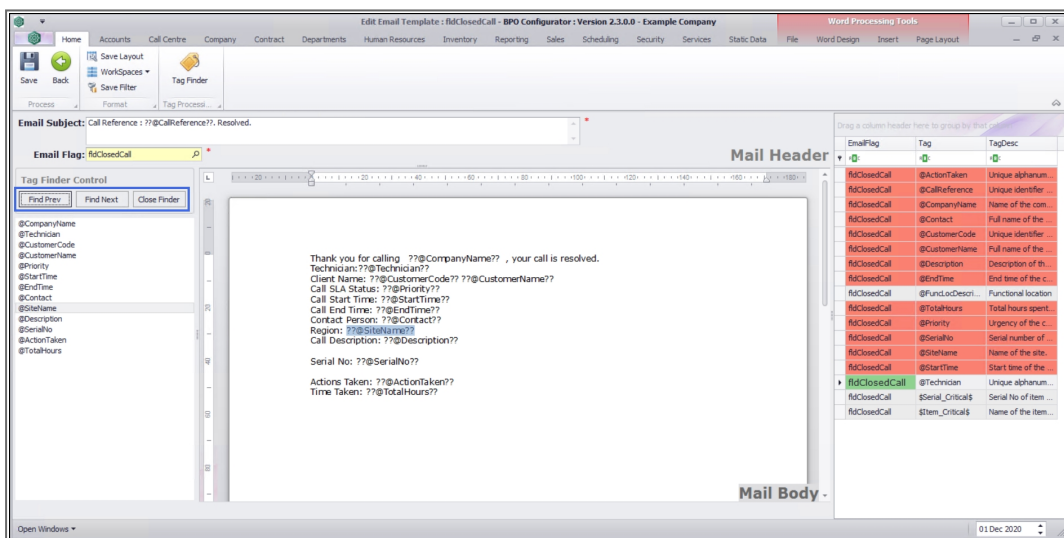 Edit Email Template : fldClosedCall - BPO Configurator : Version 2.3.0.0 - Example Company
Word Processing Tools
Home Accounts Call Centre Company Contract Departments Human Resources Inventory Reporting Sales Scheduling Security Services Static Data File Word Design Insert Page Layout
Save
Back
Save Layout
WorkSpaces
Save Filter
Tag Finder
Process
Format
Tag Processi...
Email Subject: Call Reference : ??@CallReference??. Resolved. *
Email Flag: fldClosedCall *
Mail Header
Tag Finder Control
Find Prev Find Next Close Finder
@CompanyName
@Technician
@CustomerCode
@CustomerName
@Priority
@StartTime
@EndTime
@Contact
@SiteName
@Description
@SerialNo
@ActionTaken
@TotalHours
Thank you for calling ??@CompanyName?? , your call is resolved.
Technician:??@Technician??
Client Name: ??@CustomerCode?? ??@CustomerName??
Call SLA Status: ??@Priority??
Call Start Time: ??@StartTime??
Call End Time: ??@EndTime??
Contact Person: ??@Contact??
Region: ??@SiteName??
Call Description: ??@Description??
Serial No: ??@SerialNo??
Actions Taken: ??@ActionTaken??
Time Taken: ??@TotalHours??
Mail Body
Drag a column header here to group by that
EmailFlag Tag TagDesc
fldClosedCall @ActionTaken Unique alphanum...
fldClosedCall @CallReference Unique identifier ...
fldClosedCall @CompanyName Name of the com...
fldClosedCall @Contact Full name of the ...
fldClosedCall @CustomerCode Unique identifier ...
fldClosedCall @CustomerName Full name of the ...
fldClosedCall @Description Description of th...
fldClosedCall @EndTime End time of the c...
fldClosedCall @FuncLocDescri... Functional location
fldClosedCall @TotalHours Total hours spent...
fldClosedCall @Priority Urgency of the c...
fldClosedCall @SerialNo Serial number of ...
fldClosedCall @SiteName Name of the site.
fldClosedCall @StartTime Start time of the ...
fldClosedCall @Technician Unique alphanum...
fldClosedCall $Serial_Critical$ Serial No of item ...
fldClosedCall $Item_Critical$ Name of the item...
Open Windows
01 Dec 2020